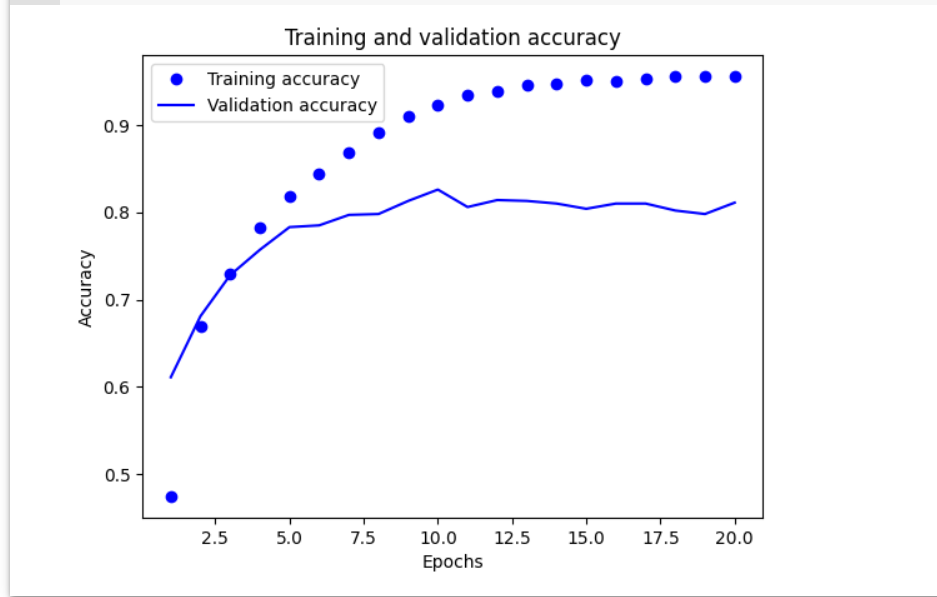 Training and validation accuracy
Training accuracy
Validation accuracy
Accuracy
0.9
0.8
0.7
0.6
0.5
2.5 5.0 7.5 10.0 12.5 15.0 17.5 20.0
Epochs